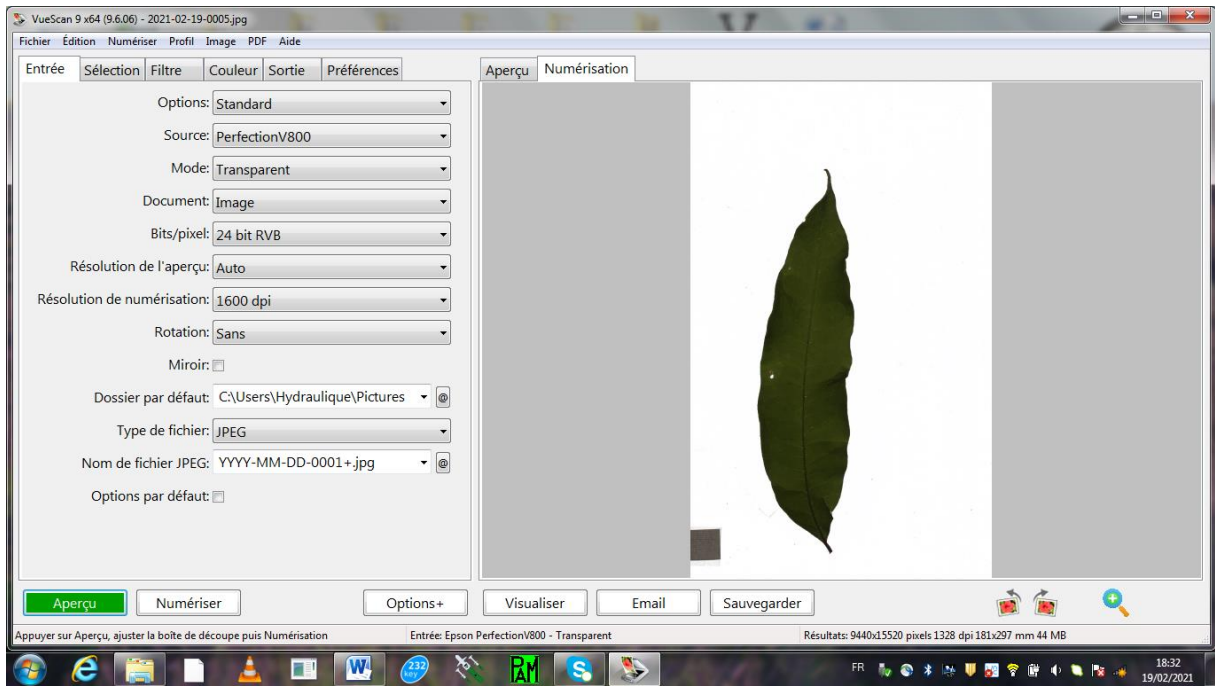 VueScan 9 x64 (9.6.06) - 2021-02-19-0005.jpg
Fichier Édition Numériser Profil Image PDF Aide
Entrée Sélection Filtre Couleur Sortie Préférences
Aperçu Numérisation
Options: Standard
Source: PerfectionV800
Mode: Transparent
Document: Image
Bits/pixel: 24 bit RVB
Résolution de l'aperçu: Auto
Résolution de numérisation: 1600 dpi
Rotation: Sans
Miroir:
Dossier par défaut: C:\Users\Hydraulique\Pictures @
Type de fichier: JPEG
Nom de fichier JPEG: YYYY-MM-DD-0001+.jpg @
Options par défaut:
Aperçu Numériser Options+ Visualiser Email Sauvegarder
Appuyer sur Aperçu, ajuster la boîte de découpe puis Numérisation Entrée: Epson PerfectionV800 - Transparent Résultats: 9440x15520 pixels 1328 dpi 181x297 mm 44 MB
232 key PAM FR 18:32
19/02/2021